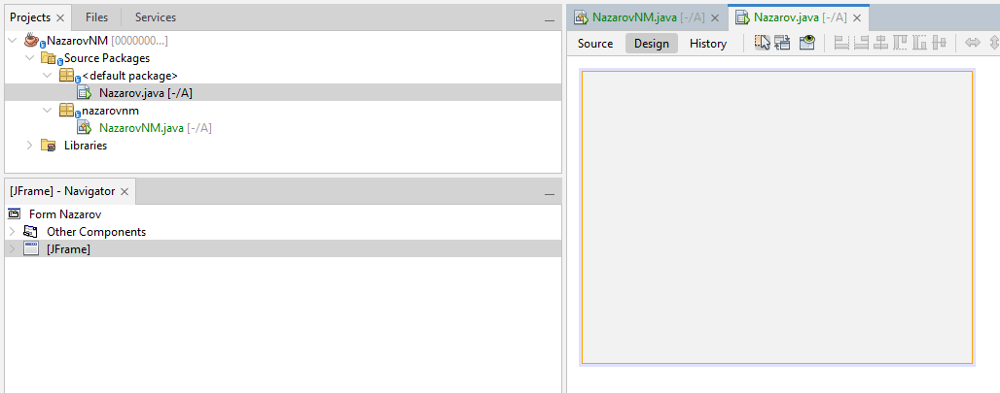 Projects Files Services
NazarovNM [0000000...]
Source Packages
<default package>
Nazarov.java [-/A]
nazarovnm
NazarovNM.java [-/A]
Libraries
[JFrame] - Navigator
Form Nazarov
Other Components
[JFrame]
NazarovNM.java [-/A] Nazarov.java [-/A]
Source Design History